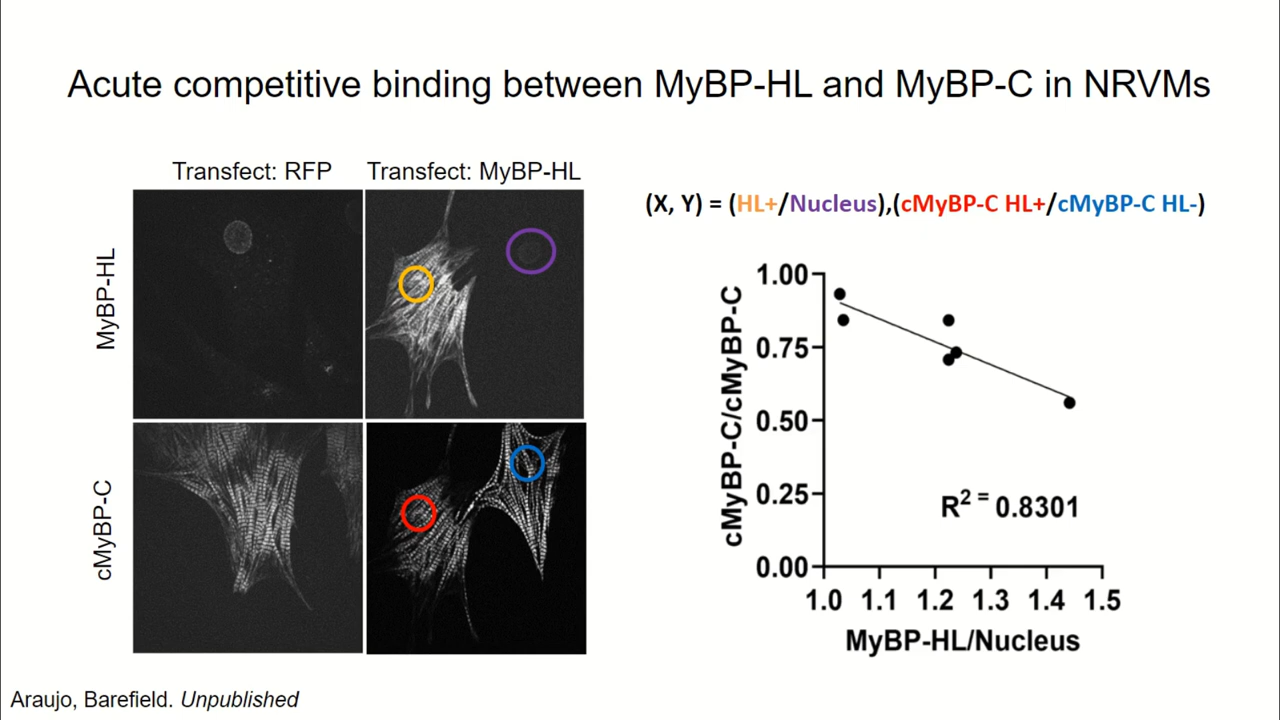 Acute competitive binding between MyBP-HL and MyBP-C in NRVMs
Transfect: RFP
Transfect: MyBP-HL
MyBP-HL
cMyBP-C
(X, Y) = (HL+/Nucleus),(cMyBP-C HL+/cMyBP-C HL-)
cMyBP-C/cMyBP-C
1.00
0.75
0.50
0.25
0.00
R² = 0.8301
1.0 1.1 1.2 1.3 1.4 1.5
MyBP-HL/Nucleus
Araujo, Barefield. Unpublished